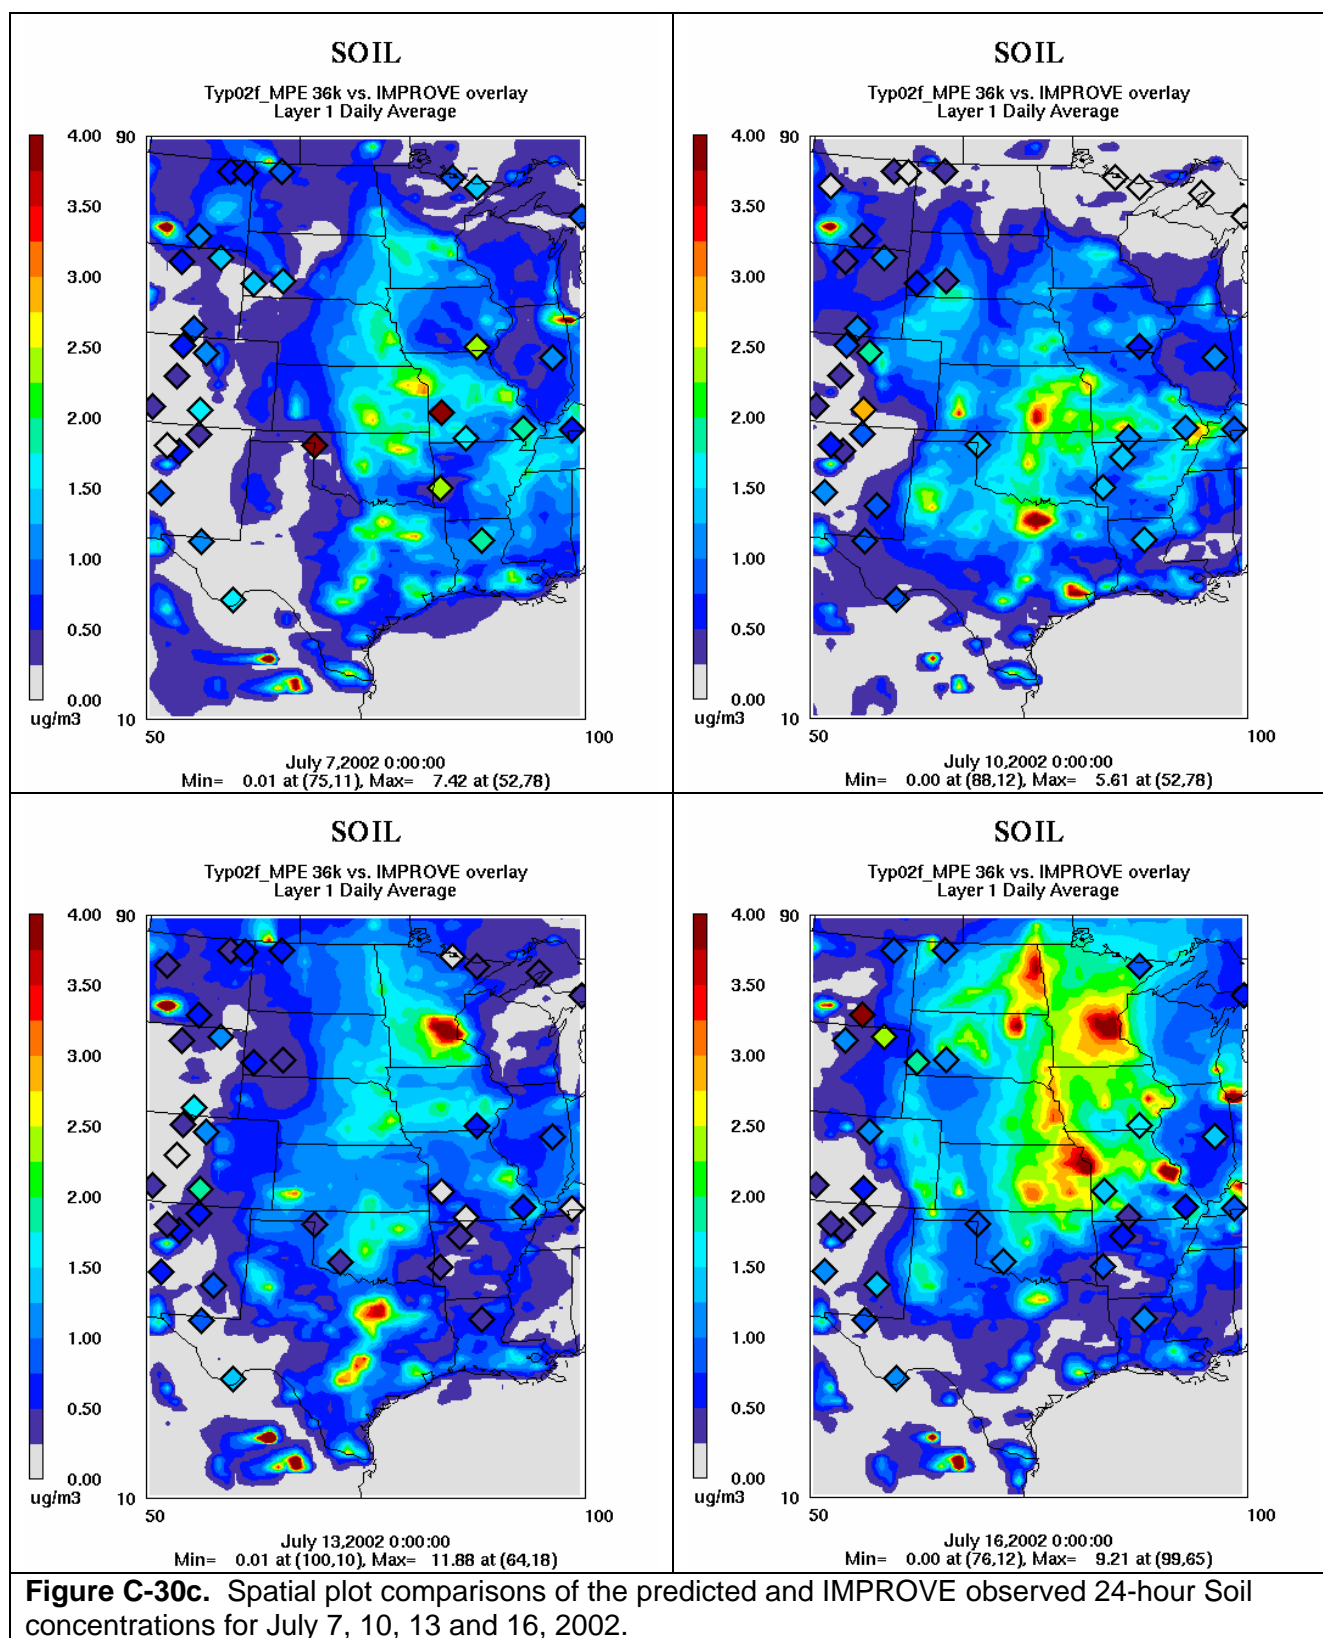 SOIL
Typ02f_MPE 36k vs. IMPROVE overlay
Layer 1 Daily Average
90
4.00
3.50
3.00
2.50
2.00
1.50
1.00
0.50
0.00
ug/m3
10
50
100
July 7,2002 0:00:00
Min= 0.01 at (75,11), Max= 7.42 at (52,78)
SOIL
Typ02f_MPE 36k vs. IMPROVE overlay
Layer 1 Daily Average
90
4.00
3.50
3.00
2.50
2.00
1.50
1.00
0.50
0.00
ug/m3
10
50
100
July 10,2002 0:00:00
Min= 0.00 at (88,12), Max= 5.61 at (52,78)
SOIL
Typ02f_MPE 36k vs. IMPROVE overlay
Layer 1 Daily Average
90
4.00
3.50
3.00
2.50
2.00
1.50
1.00
0.50
0.00
ug/m3
10
50
100
July 13,2002 0:00:00
Min= 0.01 at (100,10), Max= 11.88 at (64,18)
SOIL
Typ02f_MPE 36k vs. IMPROVE overlay
Layer 1 Daily Average
90
4.00
3.50
3.00
2.50
2.00
1.50
1.00
0.50
0.00
ug/m3
10
50
100
July 16,2002 0:00:00
Min= 0.00 at (76,12), Max= 9.21 at (99,65)
Figure C-30c. Spatial plot comparisons of the predicted and IMPROVE observed 24-hour Soil
concentrations for July 7, 10, 13 and 16, 2002.